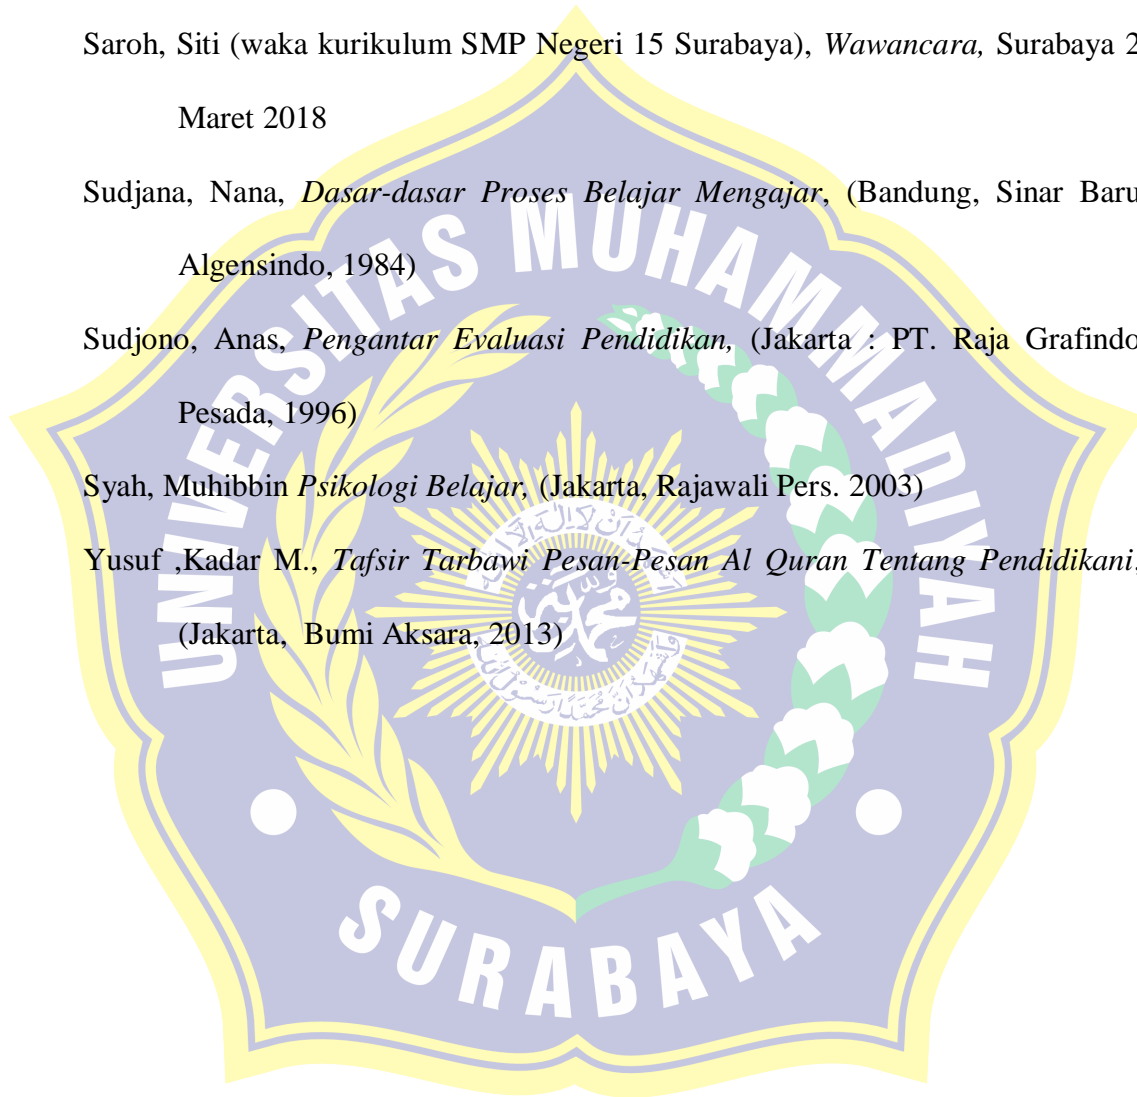 Saroh, Siti (waka kurikulum SMP Negeri 15 Surabaya), Wawancara, Surabaya 2
Maret 2018
Sudjana, Nana, Dasar-dasar Proses Belajar Mengajar, (Bandung, Sinar Baru
Algensindo, 1984)
Sudjono, Anas, Pengantar Evaluasi Pendidikan, (Jakarta : PT. Raja Grafindo
Pesada, 1996)
Syah, Muhibbin Psikologi Belajar, (Jakarta, Rajawali Pers. 2003)
Yusuf ,Kadar M., Tafsir Tarbawi Pesan-Pesan Al Quran Tentang Pendidikani,
(Jakarta, Bumi Aksara, 2013)
UNIVERSITAS MUHAMMADIYAH
SURABAYA